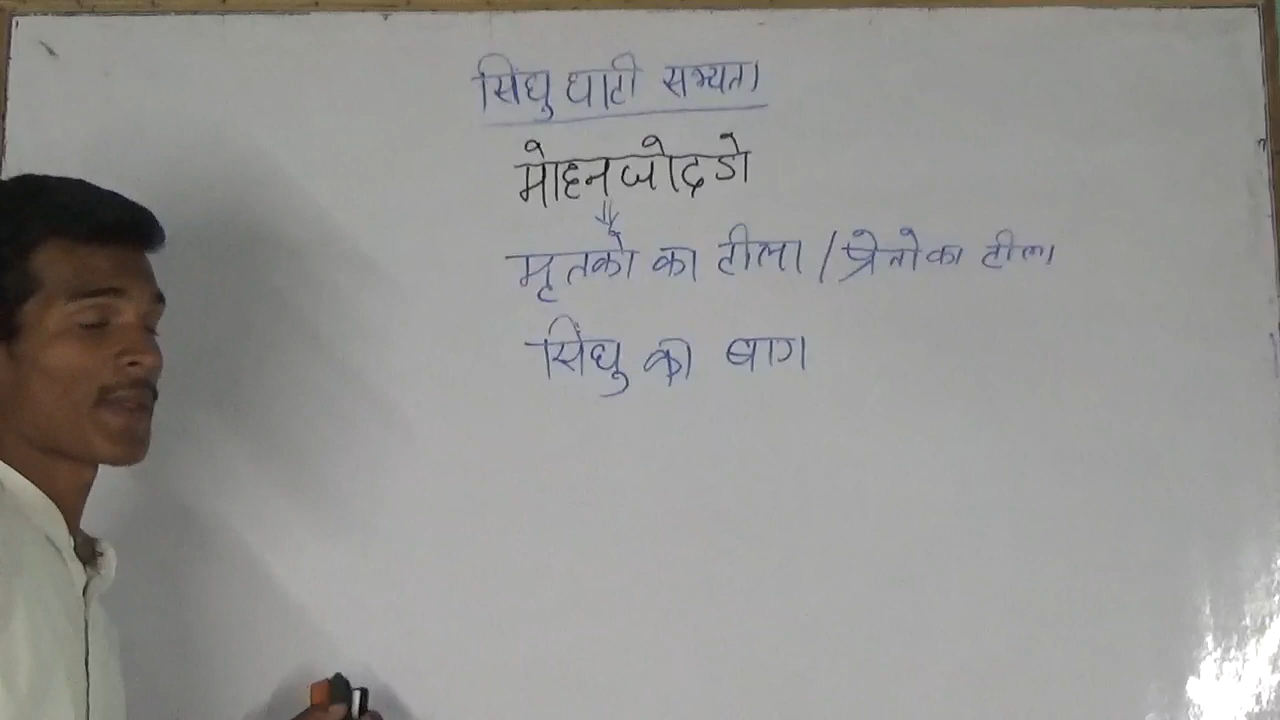 सिंधु घाटी सभ्यता
मोहनजोदडो
मृतको का टीला / प्रेतो का टीला
सिंधु का बाग